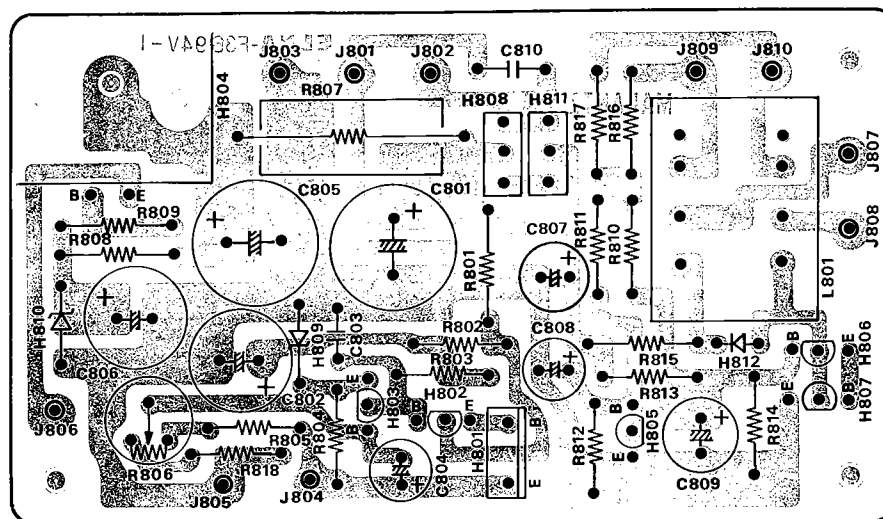 J803
J801
J802
C810
J809
J810
H804
R807
H808
H811
R817
R816
J807
B
E
R809
R808
C805
C801
R801
C807
R811
R810
J808
L801
H810
C806
C802
H809
C803
R802
R803
C808
R815
R813
H812
B
E
H806
H807
E
B
J806
R806
R805
R818
J805
J804
R804
E
B
H803
H802
B
E
H801
C804
B
E
R812
B
E
H805
C809
R814